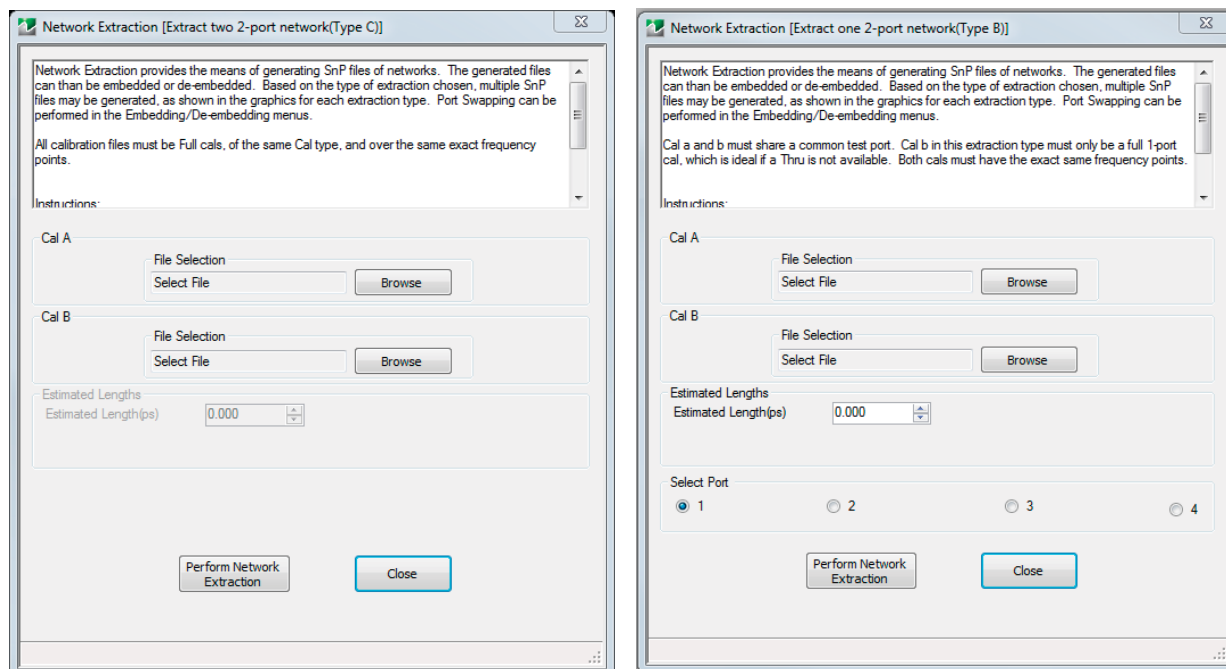 Network Extraction [Extract two 2-port network(Type C)]
Network Extraction provides the means of generating SnP files of networks. The generated files
can than be embedded or de-embedded. Based on the type of extraction chosen, multiple SnP
files may be generated, as shown in the graphics for each extraction type. Port Swapping can be
performed in the Embedding/De-embedding menus.
All calibration files must be Full cals, of the same Cal type, and over the same exact frequency
points.
Instructions:
Cal A
File Selection
Select File
Browse
Cal B
File Selection
Select File
Browse
Estimated Lengths
Estimated Length(ps)
0.000
Perform Network
Extraction
Close
Network Extraction [Extract one 2-port network(Type B)]
Network Extraction provides the means of generating SnP files of networks. The generated files
can than be embedded or de-embedded. Based on the type of extraction chosen, multiple SnP
files may be generated, as shown in the graphics for each extraction type. Port Swapping can be
performed in the Embedding/De-embedding menus.
Cal a and b must share a common test port. Cal b in this extraction type must only be a full 1-port
cal, which is ideal if a Thru is not available. Both cals must have the exact same frequency points.
Instructions:
Cal A
File Selection
Select File
Browse
Cal B
File Selection
Select File
Browse
Estimated Lengths
Estimated Length(ps)
0.000
Select Port
1
2
3
4
Perform Network
Extraction
Close